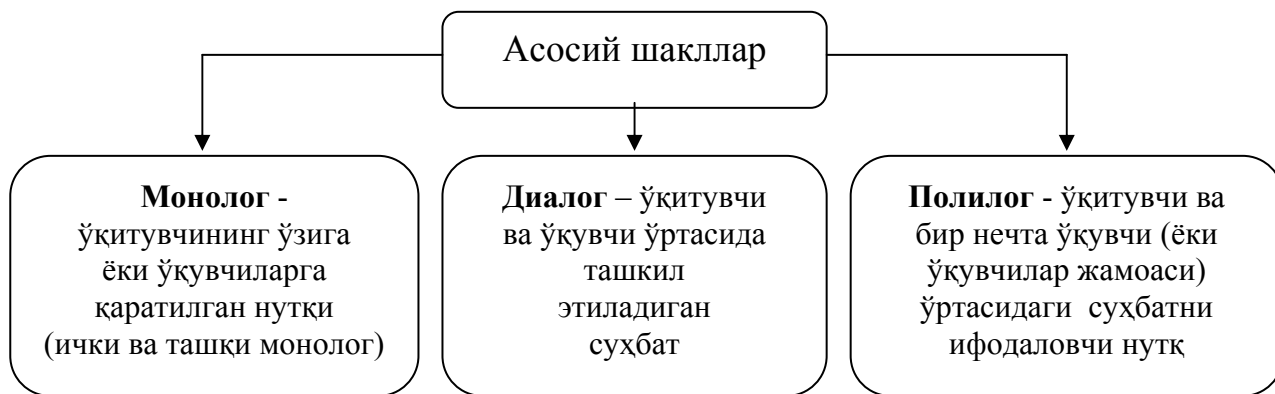 Асосий шакллар
Монолог -
ўқитувчининг ўзига
ёки ўқувчиларга
қаратилган нутқи
(ички ва ташқи монолог)
Диалог – ўқитувчи
ва ўқувчи ўртасида
ташкил
этиладиган
суҳбат
Полилог - ўқитувчи ва
бир нечта ўқувчи (ёки
ўқувчилар жамоаси)
ўртасидаги суҳбатни
ифодаловчи нутқ